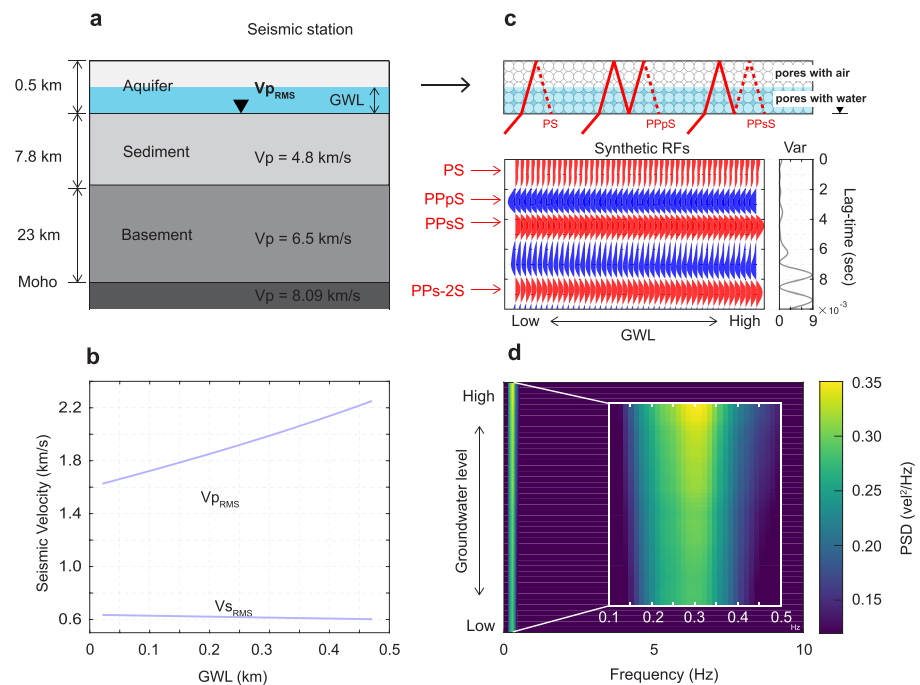 a
Seismic station
0.5 km
Aquifer
Vp_RMS
GWL
7.8 km
Sediment
Vp = 4.8 km/s
23 km
Basement
Vp = 6.5 km/s
Moho
Vp = 8.09 km/s
c
pores with air
pores with water
PS
PPpS
PPsS
Synthetic RFs
Var
PS
PPpS
PPsS
PPs-2S
0
2
4
6
8
Lag-time (sec)
× 10⁻³
0
9
Low
High
GWL
b
2.2
1.8
1.4
1.0
0.6
Seismic Velocity (km/s)
Vp_RMS
Vs_RMS
0
0.1
0.2
0.3
0.4
0.5
GWL (km)
d
High
Groundwater level
Low
0.1
0.2
0.3
0.4
0.5
Hz
0
5
10
Frequency (Hz)
0.35
0.30
0.25
0.20
0.15
PSD (vel²/Hz)